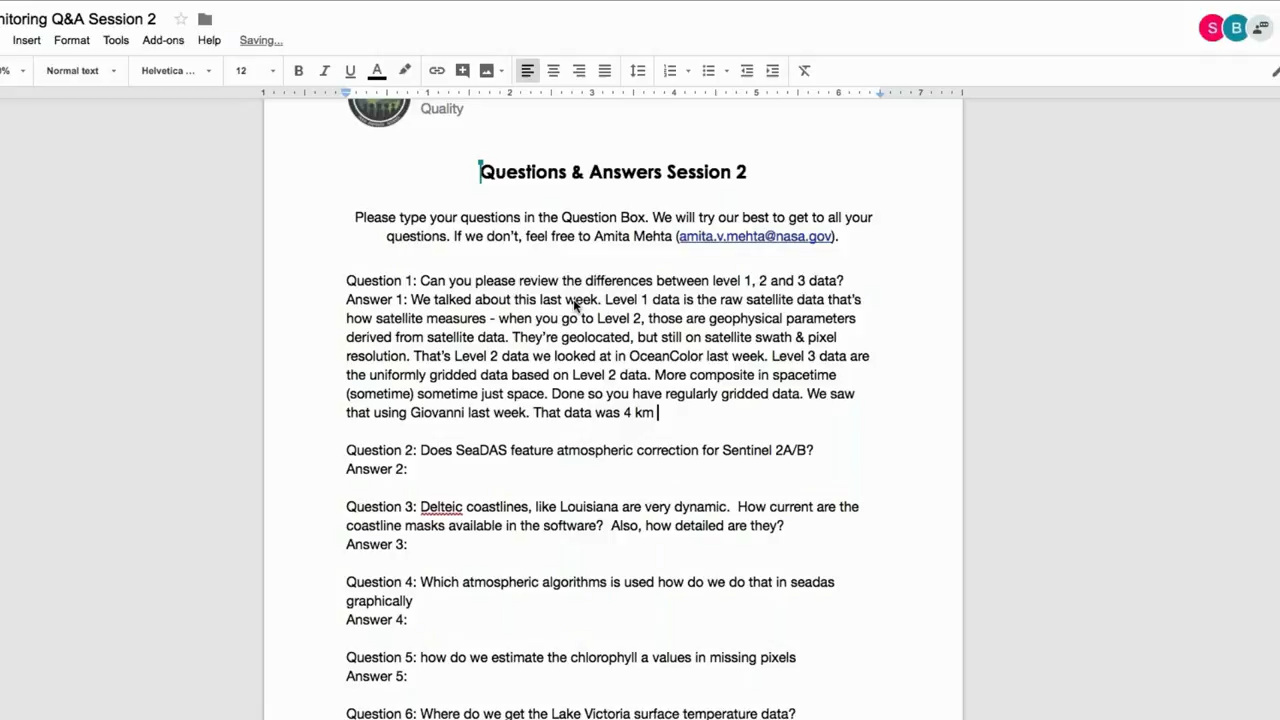 nitoring Q&A Session 2
Insert Format Tools Add-ons Help Saving...
S B
0% Normal text Helvetica ... 12 B I U A
1 1 2 3 4 5 6 7
Quality
Questions & Answers Session 2
Please type your questions in the Question Box. We will try our best to get to all your
questions. If we don't, feel free to Amita Mehta (amita.v.mehta@nasa.gov).
Question 1: Can you please review the differences between level 1, 2 and 3 data?
Answer 1: We talked about this last week. Level 1 data is the raw satellite data that's
how satellite measures - when you go to Level 2, those are geophysical parameters
derived from satellite data. They're geolocated, but still on satellite swath & pixel
resolution. That's Level 2 data we looked at in OceanColor last week. Level 3 data are
the uniformly gridded data based on Level 2 data. More composite in spacetime
(sometime) sometime just space. Done so you have regularly gridded data. We saw
that using Giovanni last week. That data was 4 km
Question 2: Does SeaDAS feature atmospheric correction for Sentinel 2A/B?
Answer 2:
Question 3: Delteic coastlines, like Louisiana are very dynamic.  How current are the
coastline masks available in the software?  Also, how detailed are they?
Answer 3:
Question 4: Which atmospheric algorithms is used how do we do that in seadas
graphically
Answer 4:
Question 5: how do we estimate the chlorophyll a values in missing pixels
Answer 5:
Question 6: Where do we get the Lake Victoria surface temperature data?